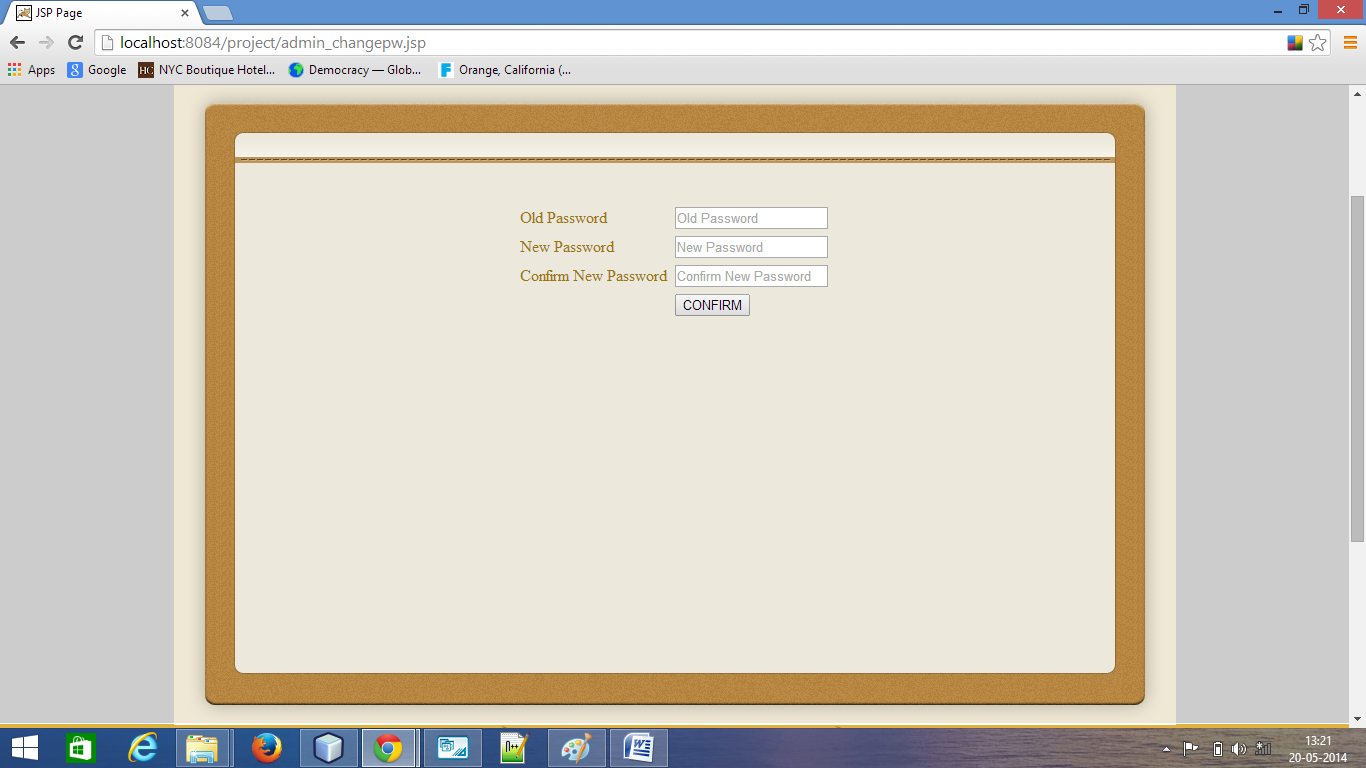 JSP Page
localhost:8084/project/admin_changepw.jsp
Apps Google HC NYC Boutique Hotel... Democracy — Glob... F Orange, California (...
Old Password Old Password
New Password New Password
Confirm New Password Confirm New Password
CONFIRM
13:21
20-05-2014